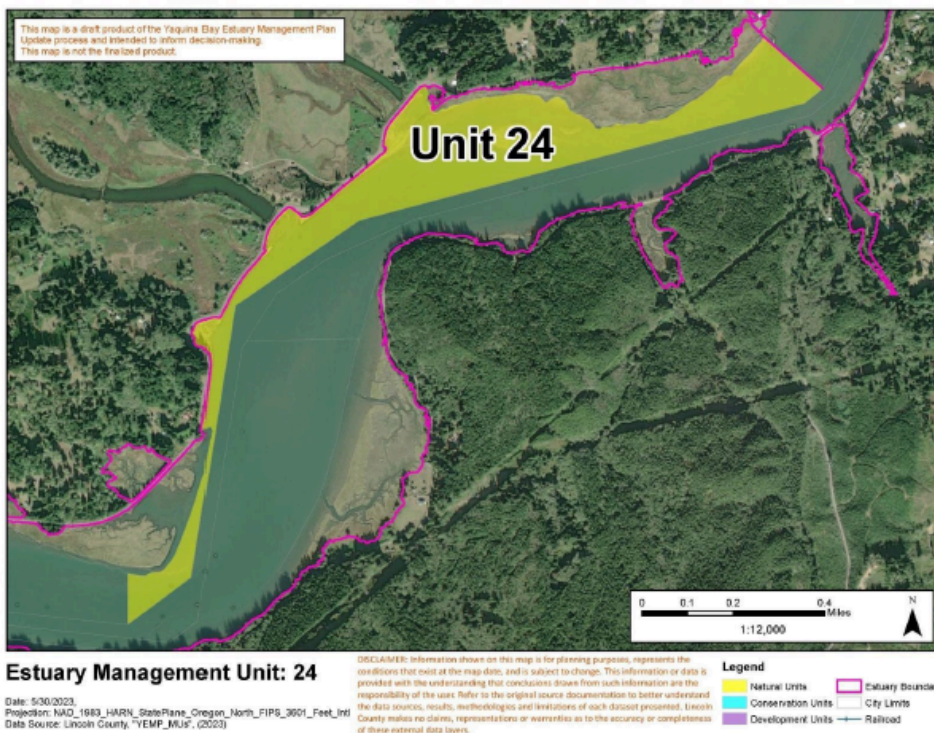 This map is a draft product of the Yaquina Bay Estuary Management Plan
Update process and intended to inform decision-making.
This map is not the finalized product.
Unit 24
0 0.1 0.2 0.4
Miles
1:12,000
N
Estuary Management Unit: 24
Date: 5/30/2023,
Projection: NAD_1983_HARN_StatePlane_Oregon_North_FIPS_3601_Feet_Intl
Data Source: Lincoln County, "YEMP_MUs", (2023)
DISCLAIMER: Information shown on this map is for planning purposes, represents the
conditions that exist at the map date, and is subject to change. This information or data is
provided with the understanding that conclusions drawn from such information are the
responsibility of the user. Refer to the original source documentation to better understand
the data sources, results, methodologies and limitations of each dataset presented. Lincoln
County makes no claims, representations or warranties as to the accuracy or completeness
of these external data layers.
Legend
Natural Units
Conservation Units
Development Units
Estuary Bounda
City Limits
Railroad